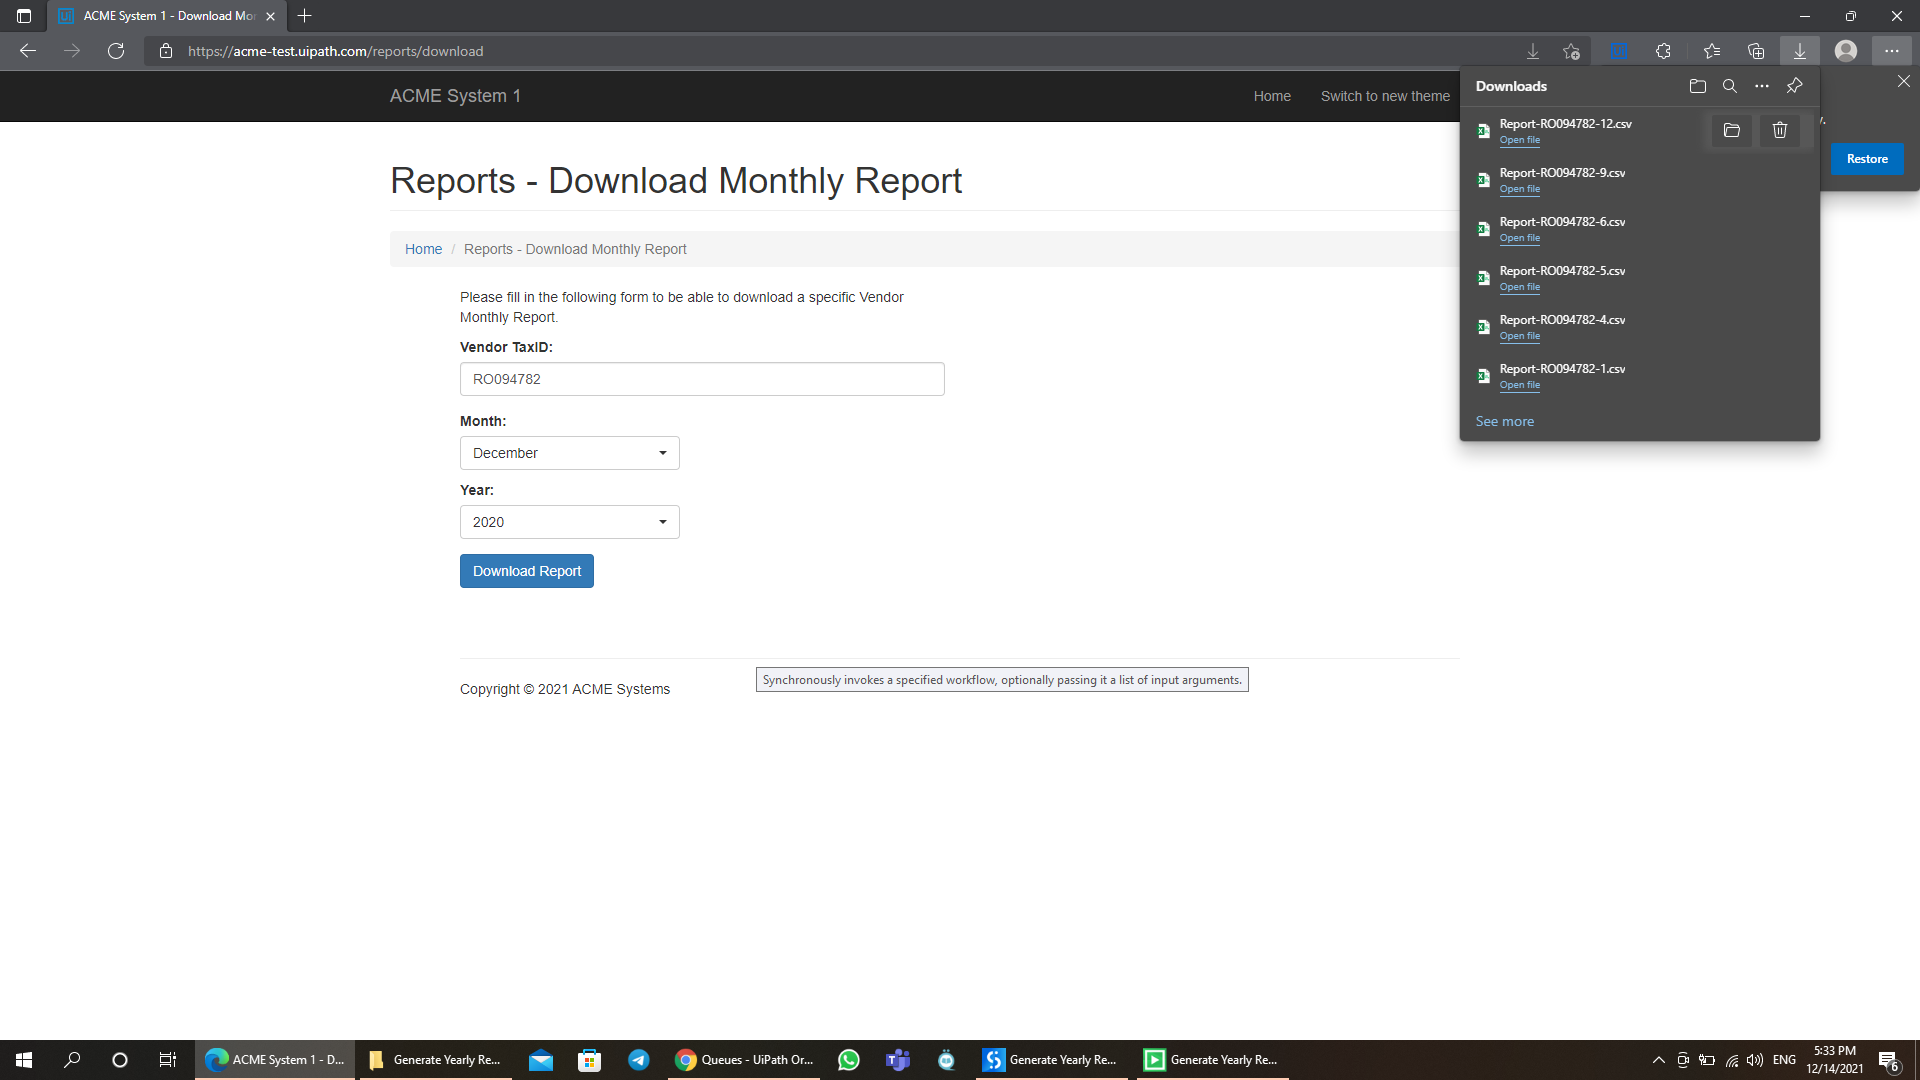 ACME System 1 - Download Mon
https://acme-test.uipath.com/reports/download
ACME System 1
Home
Switch to new theme
Downloads
Report-RO094782-12.csv
Open file
Report-RO094782-9.csv
Open file
Report-RO094782-6.csv
Open file
Report-RO094782-5.csv
Open file
Report-RO094782-4.csv
Open file
Report-RO094782-1.csv
Open file
See more
Restore
Reports - Download Monthly Report
Home / Reports - Download Monthly Report
Please fill in the following form to be able to download a specific Vendor
Monthly Report.
Vendor TaxID:
RO094782
Month:
December
Year:
2020
Download Report
Synchronously invokes a specified workflow, optionally passing it a list of input arguments.
Copyright © 2021 ACME Systems
ACME System 1 - D...
Generate Yearly Re...
Queues - UiPath Or...
Generate Yearly Re...
Generate Yearly Re...
ENG
5:33 PM
12/14/2021
6